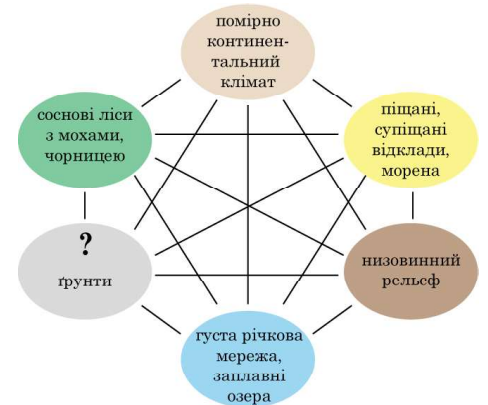 помірно
континен-
тальний
клімат
соснові ліси
з мохами,
чорницею
піщані,
супіщані
відклади,
морена
?
ґрунти
низовинний
рельєф
густа річкова
мережа,
заплавні
озера